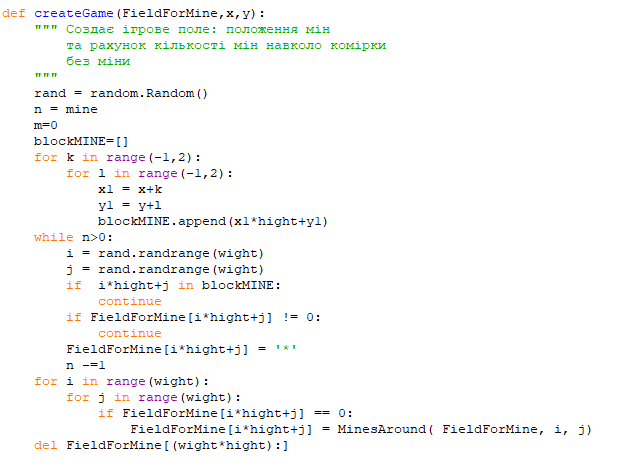 def createGame(FieldForMine,x,y):
    """ Создає ігрове поле: положення мін
        та рахунок кількості мін навколо комірки
        без міни
    """
    rand = random.Random()
    n = mine
    m=0
    blockMINE=[]
    for k in range(-1,2):
        for l in range(-1,2):
            x1 = x+k
            y1 = y+l
            blockMINE.append(x1*hight+y1)
    while n>0:
        i = rand.randrange(wight)
        j = rand.randrange(wight)
        if  i*hight+j in blockMINE:
            continue
        if FieldForMine[i*hight+j] != 0:
            continue
        FieldForMine[i*hight+j] = '*'
        n -=1
    for i in range(wight):
        for j in range(wight):
            if FieldForMine[i*hight+j] == 0:
                FieldForMine[i*hight+j] = MinesAround( FieldForMine, i, j)
    del FieldForMine[(wight*hight):]